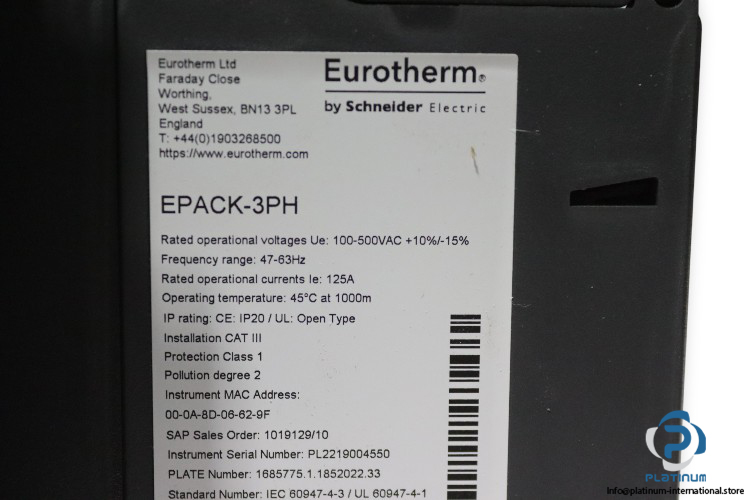 Eurotherm Ltd
Faraday Close
Worthing,
West Sussex, BN13 3PL
England
T: +44(0)1903268500
https://www.eurotherm.com
Eurotherm®
by Schneider Electric
EPACK-3PH
Rated operational voltages Ue: 100-500VAC +10%/-15%
Frequency range: 47-63Hz
Rated operational currents Ie: 125A
Operating temperature: 45°C at 1000m
IP rating: CE: IP20 / UL: Open Type
Installation CAT III
Protection Class 1
Pollution degree 2
Instrument MAC Address:
00-0A-8D-06-62-9F
SAP Sales Order: 1019129/10
Instrument Serial Number: PL2219004550
PLATE Number: 1685775.1.1852022.33
Standard Number: IEC 60947-4-3 / UL 60947-4-1
PLATINUM
info@platinum-international.store